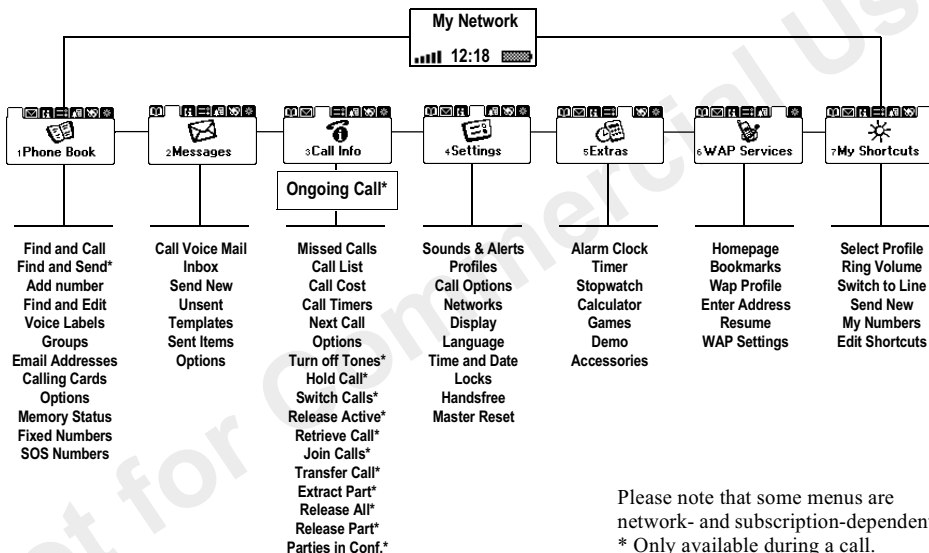 My Network
12:18
1Phone Book
2Messages
3Call Info
4Settings
5Extras
6WAP Services
7My Shortcuts
Ongoing Call*
Find and Call
Find and Send*
Add number
Find and Edit
Voice Labels
Groups
Email Addresses
Calling Cards
Options
Memory Status
Fixed Numbers
SOS Numbers
Call Voice Mail
Inbox
Send New
Unsent
Templates
Sent Items
Options
Missed Calls
Call List
Call Cost
Call Timers
Next Call
Options
Turn off Tones*
Hold Call*
Switch Calls*
Release Active*
Retrieve Call*
Join Calls*
Transfer Call*
Extract Part*
Release All*
Release Part*
Parties in Conf.*
Sounds & Alerts
Profiles
Call Options
Networks
Display
Language
Time and Date
Locks
Handsfree
Master Reset
Alarm Clock
Timer
Stopwatch
Calculator
Games
Demo
Accessories
Homepage
Bookmarks
Wap Profile
Enter Address
Resume
WAP Settings
Select Profile
Ring Volume
Switch to Line
Send New
My Numbers
Edit Shortcuts
Please note that some menus are
network- and subscription-dependent
* Only available during a call.
not for Commercial Us